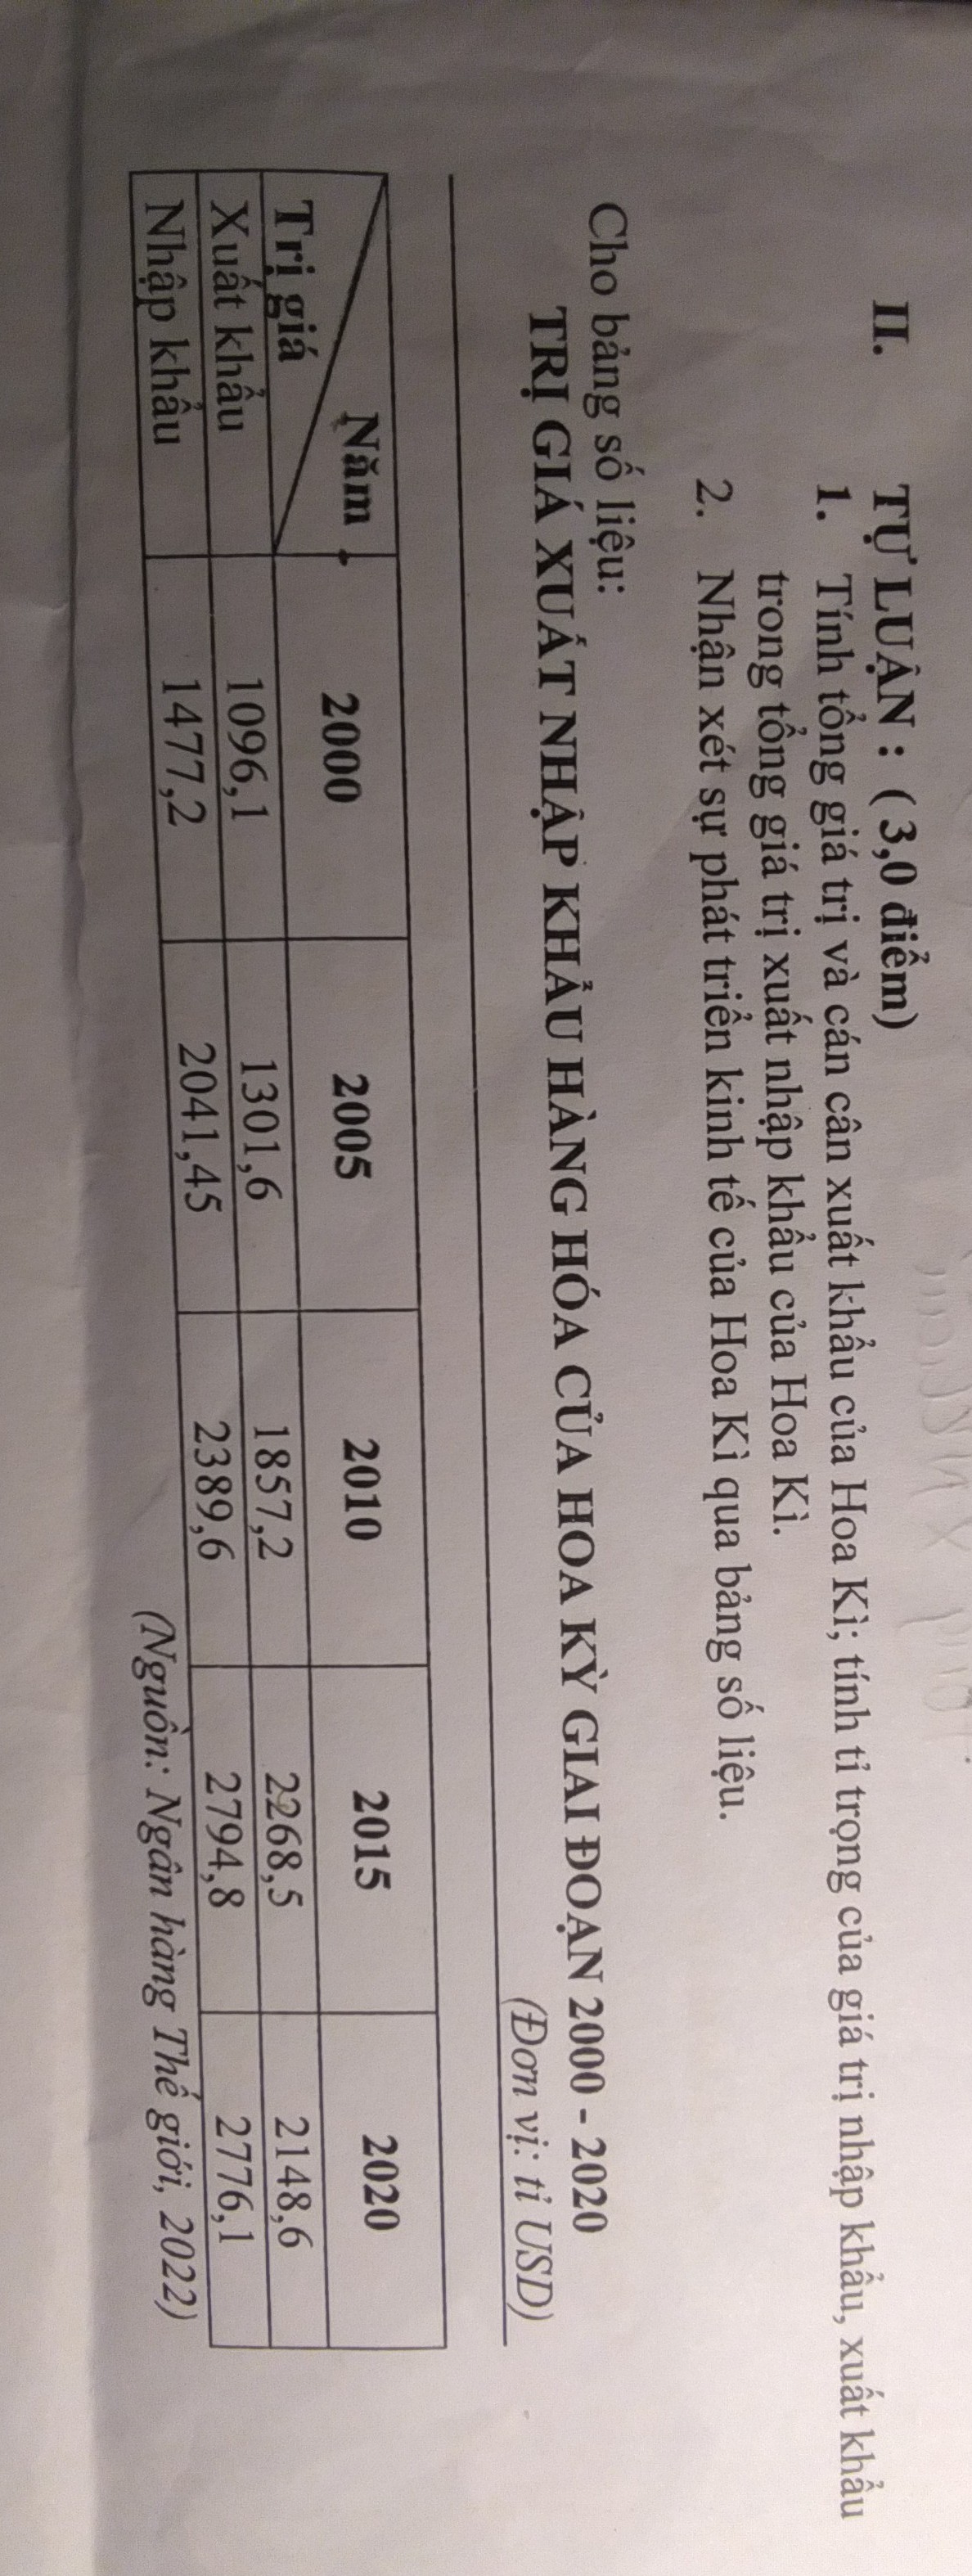 II. TỰ LUẬN : ( 3,0 điểm)
1. Tính tổng giá trị và cán cân xuất khẩu của Hoa Kì; tính tỉ trọng của giá trị nhập khẩu, xuất khẩu
trong tổng giá trị xuất nhập khẩu của Hoa Kì.
2. Nhận xét sự phát triển kinh tế của Hoa Kì qua bảng số liệu.
Cho bảng số liệu:
TRỊ GIÁ XUẤT NHẬP KHẨU HÀNG HÓA CỦA HOA KỲ GIAI ĐOẠN 2000 - 2020
(Đơn vị: tỉ USD)
Năm 2000 2005 2010 2015 2020
Trị giá
Xuất khẩu 1096,1 1301,6 1857,2 2268,5 2148,6
Nhập khẩu 1477,2 2041,45 2389,6 2794,8 2776,1
(Nguồn: Ngân hàng Thế giới, 2022)